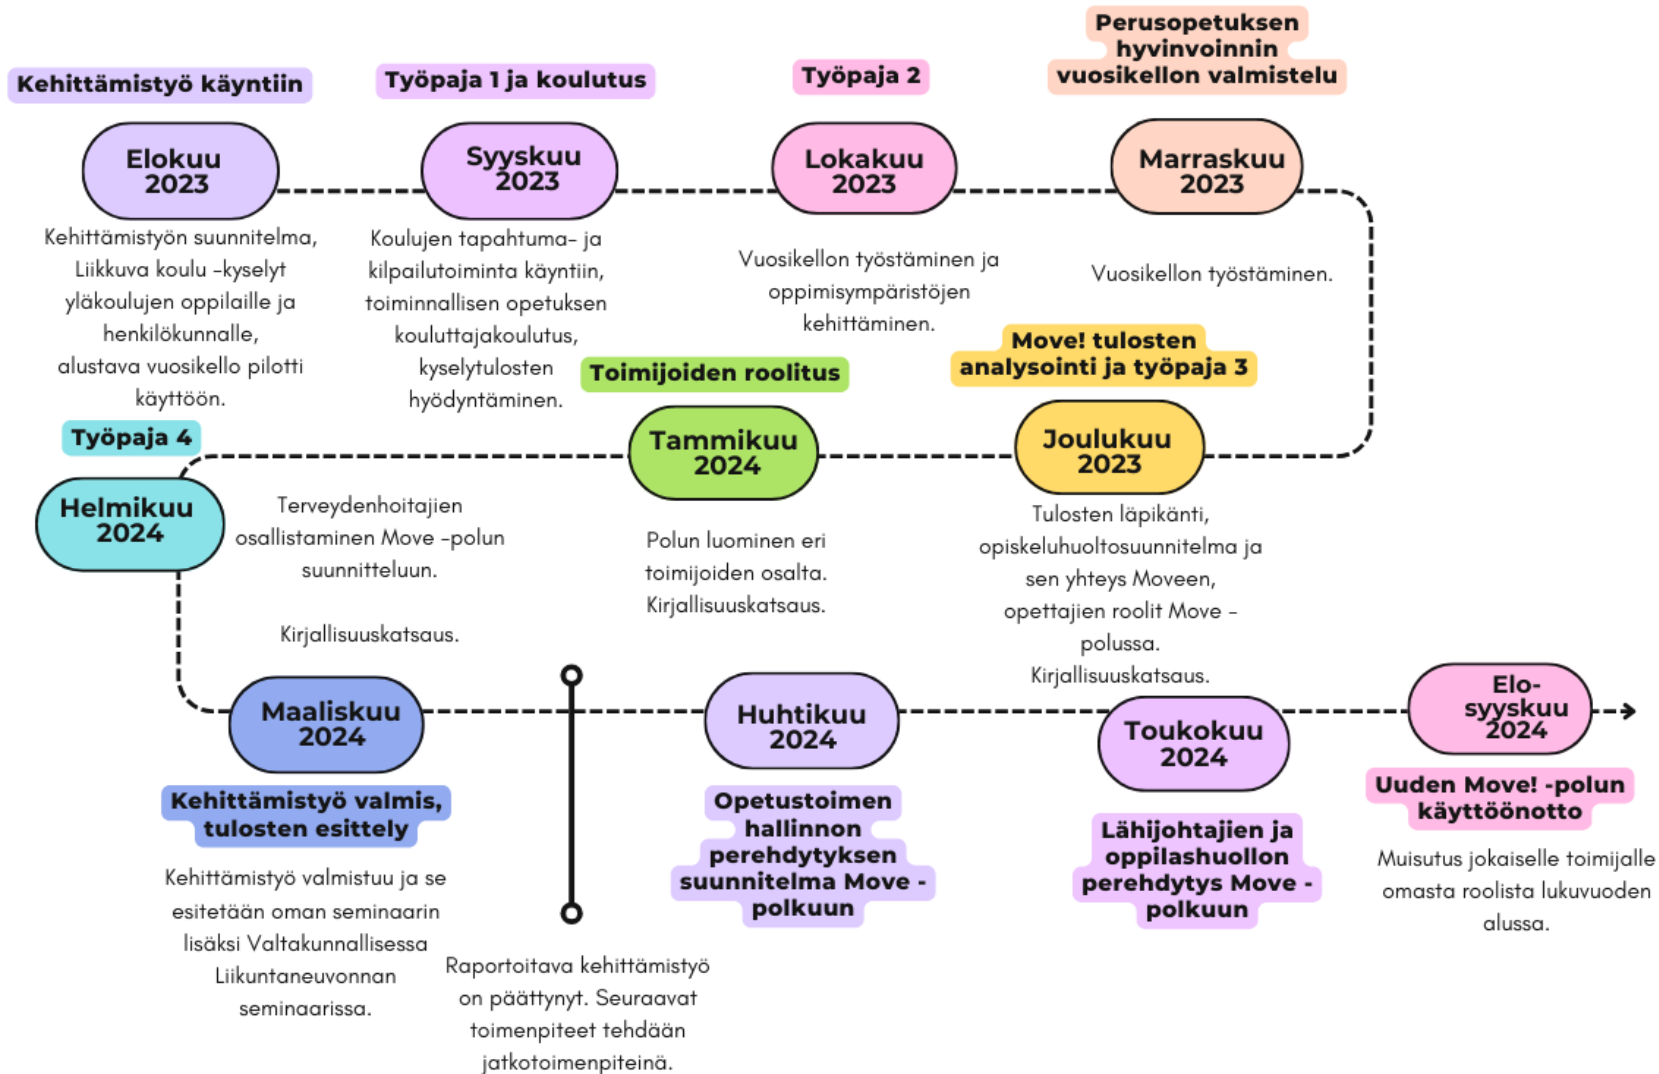 Kehittämistyö käyntiin
Elokuu
2023
Kehittämistyön suunnitelma,
Liikkuva koulu -kyselyt
yläkoulujen oppilaille ja
henkilökunnalle,
alustava vuosikello pilotti
käyttöön.
Työpaja 1 ja koulutus
Syyskuu
2023
Koulujen tapahtuma- ja
kilpailutoiminta käyntiin,
toiminnallisen opetuksen
kouluttajakoulutus,
kyselytulosten
hyödyntäminen.
Työpaja 2
Lokakuu
2023
Vuosikellon työstäminen ja
oppimisympäristöjen
kehittäminen.
Perusopetuksen
hyvinvoinnin
vuosikellon valmistelu
Marraskuu
2023
Vuosikellon työstäminen.
Move! tulosten
analysointi ja työpaja 3
Joulukuu
2023
Tulosten läpikänti,
opiskeluhuoltosuunnitelma ja
sen yhteys Moveen,
opettajien roolit Move -
polussa.
Kirjallisuuskatsaus.
Toimijoiden roolitus
Tammikuu
2024
Polun luominen eri
toimijoiden osalta.
Kirjallisuuskatsaus.
Työpaja 4
Helmikuu
2024
Terveydenhoitajien
osallistaminen Move -polun
suunnitteluun.
Kirjallisuuskatsaus.
Maaliskuu
2024
Kehittämistyö valmis,
tulosten esittely
Kehittämistyö valmistuu ja se
esitetään oman seminaarin
lisäksi Valtakunnallisessa
Liikuntaneuvonnan
seminaarissa.
Raportoitava kehittämistyö
on päättynyt. Seuraavat
toimenpiteet tehdään
jatkotoimenpiteinä.
Huhtikuu
2024
Opetustoimen
hallinnon
perehdytyksen
suunnitelma Move -
polkuun
Toukokuu
2024
Lähijohtajien ja
oppilashuollon
perehdytys Move -
polkuun
Elo-
syyskuu
2024
Uuden Move! -polun
käyttöönotto
Muisutus jokaiselle toimijalle
omasta roolista lukuvuoden
alussa.